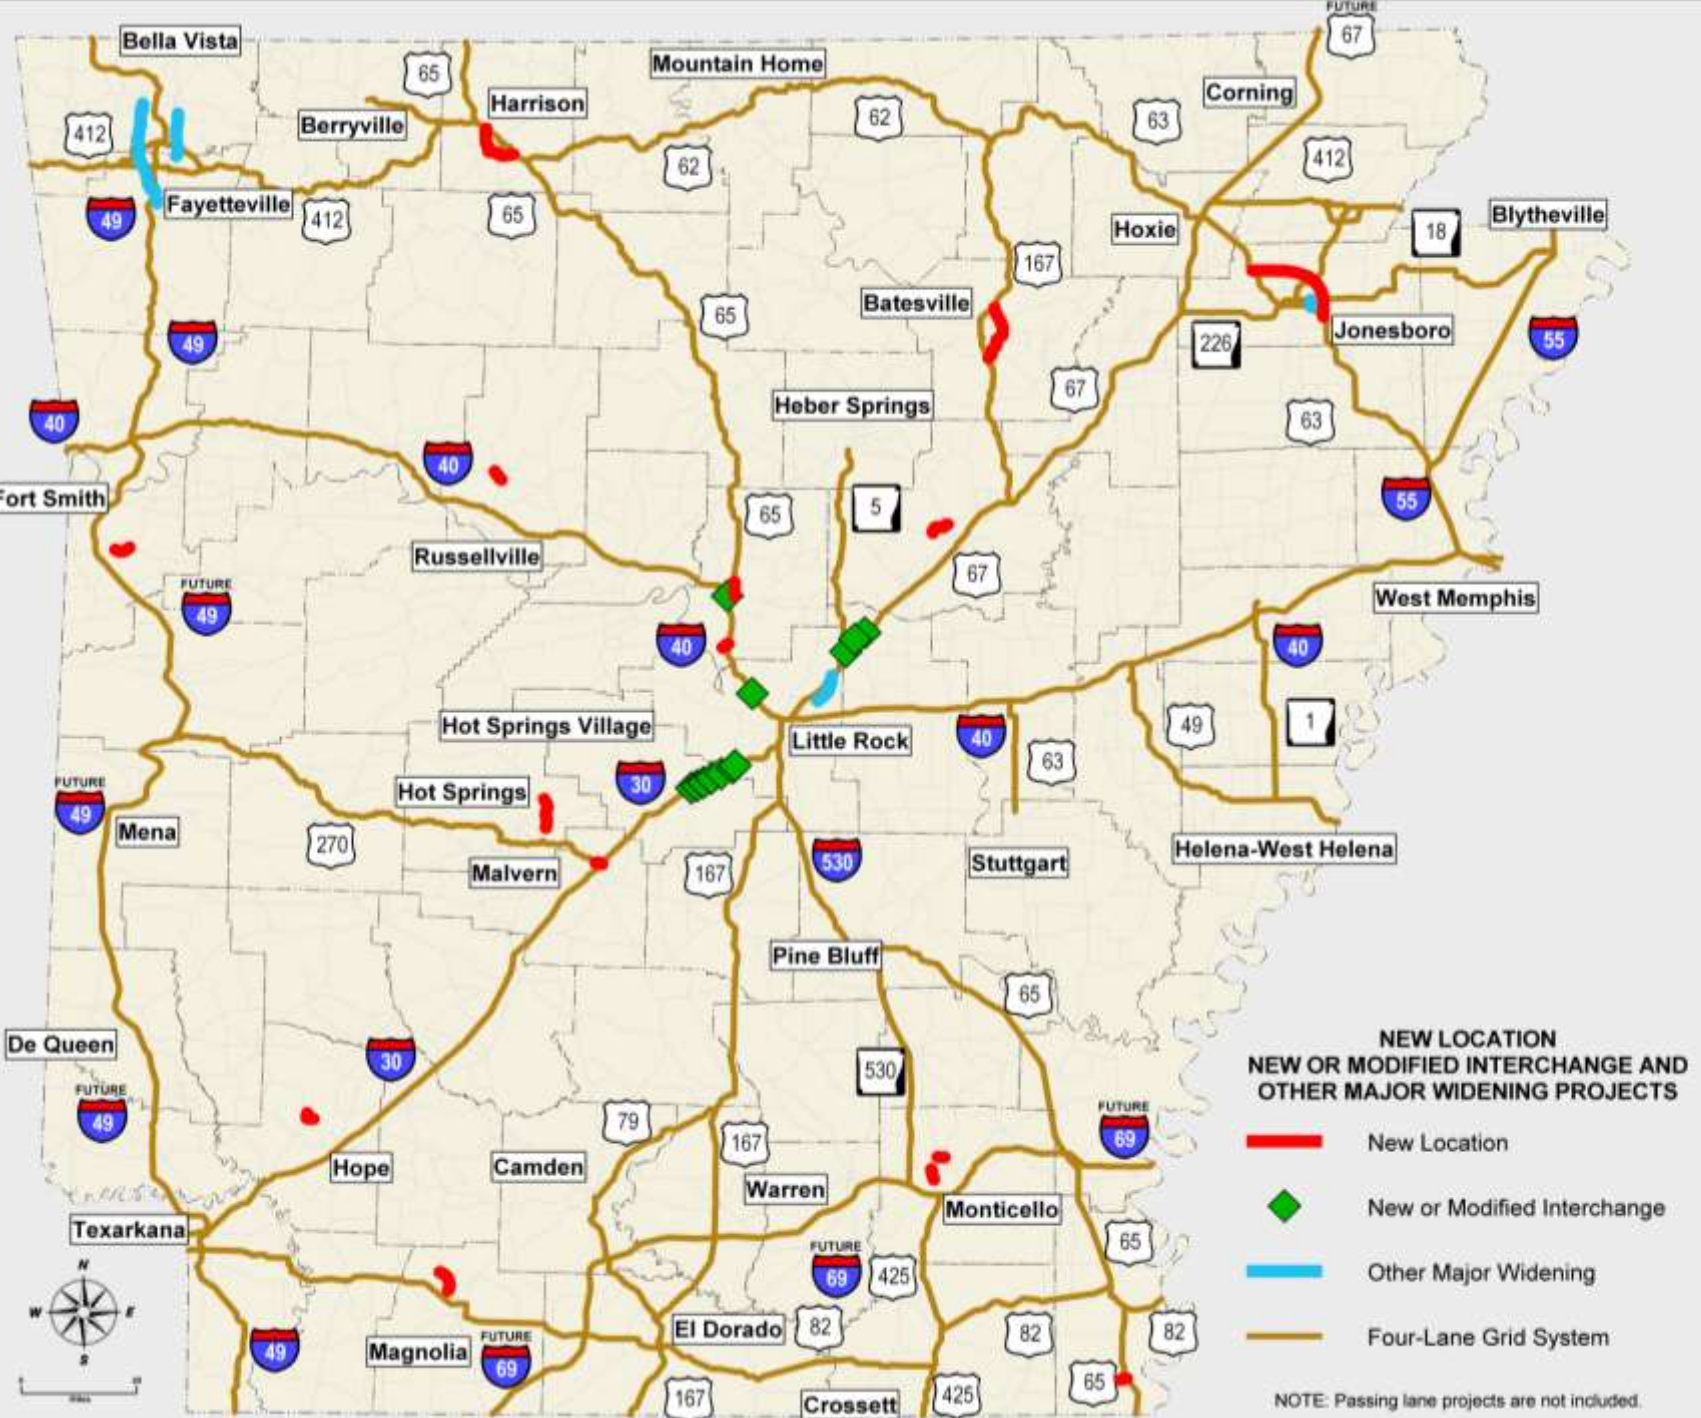 FUTURE
67
Bella Vista
65
Mountain Home
Harrison
Corning
Berryville
62
63
412
412
62
Fayetteville
49
412
65
Hoxie
18
Blytheville
167
Batesville
65
49
226
Jonesboro
55
67
Heber Springs
40
63
40
Fort Smith
65
5
55
Russellville
67
FUTURE
49
West Memphis
40
40
Hot Springs Village
49
1
Little Rock
40
63
30
Hot Springs
FUTURE
49
Mena
270
Malvern
167
530
Stuttgart
Helena-West Helena
Pine Bluff
65
De Queen
30
530
FUTURE
49
79
167
FUTURE
69
Hope
Camden
Warren
Monticello
Texarkana
65
FUTURE
69
425
N
W
E
S
El Dorado
82
82
82
49
Magnolia
FUTURE
69
65
167
Crossett
425
NEW LOCATION
NEW OR MODIFIED INTERCHANGE AND
OTHER MAJOR WIDENING PROJECTS
New Location
New or Modified Interchange
Other Major Widening
Four-Lane Grid System
NOTE: Passing lane projects are not included.